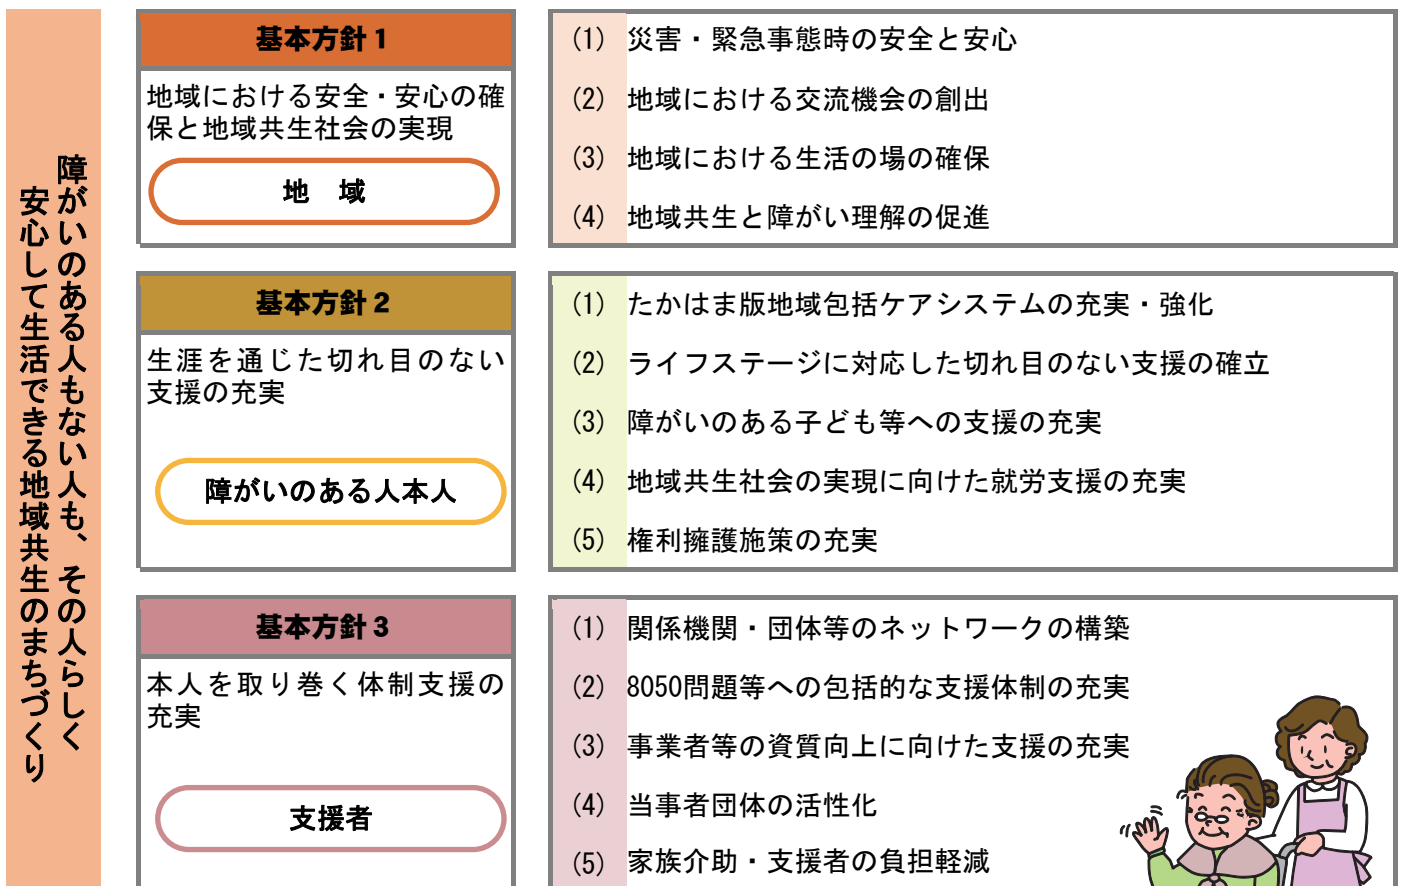 障がいのある人もない人も、その人らしく
安心して生活できる地域共生のまちづくり
基本方針1
地域における安全・安心の確
保と地域共生社会の実現
地　域
(1) 災害・緊急事態時の安全と安心
(2) 地域における交流機会の創出
(3) 地域における生活の場の確保
(4) 地域共生と障がい理解の促進
基本方針2
生涯を通じた切れ目のない
支援の充実
障がいのある人本人
(1) たかはま版地域包括ケアシステムの充実・強化
(2) ライフステージに対応した切れ目のない支援の確立
(3) 障がいのある子ども等への支援の充実
(4) 地域共生社会の実現に向けた就労支援の充実
(5) 権利擁護施策の充実
基本方針3
本人を取り巻く体制支援の
充実
支援者
(1) 関係機関・団体等のネットワークの構築
(2) 8050問題等への包括的な支援体制の充実
(3) 事業者等の資質向上に向けた支援の充実
(4) 当事者団体の活性化
(5) 家族介助・支援者の負担軽減